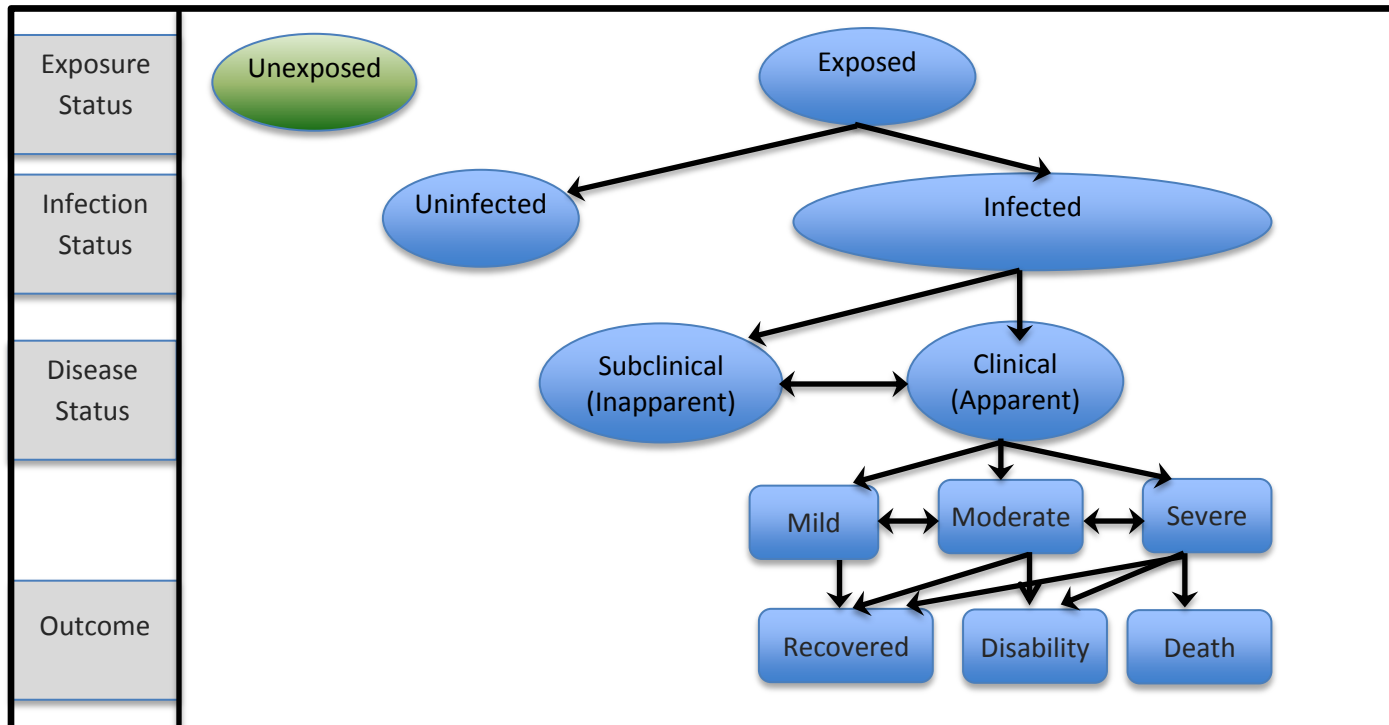 Exposure
Status
Unexposed
Exposed
Infection
Status
Uninfected
Infected
Disease
Status
Subclinical
(Inapparent)
Clinical
(Apparent)
Mild
Moderate
Severe
Outcome
Recovered
Disability
Death